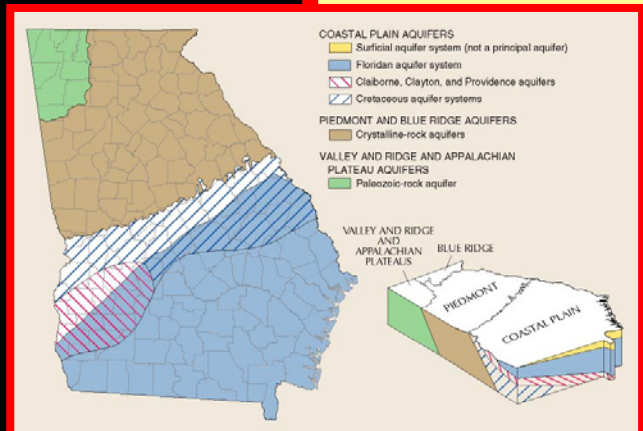 COASTAL PLAIN AQUIFERS
Surficial aquifer system (not a principal aquifer)
Floridan aquifer system
Claiborne, Clayton, and Providence aquifers
Cretaceous aquifer systems
PIEDMONT AND BLUE RIDGE AQUIFERS
Crystalline-rock aquifers
VALLEY AND RIDGE AND APPALACHIAN
PLATEAU AQUIFERS
Paleozoic-rock aquifer
VALLEY AND RIDGE
AND
APPALACHIAN
PLATEAUS
BLUE RIDGE
PIEDMONT
COASTAL PLAIN